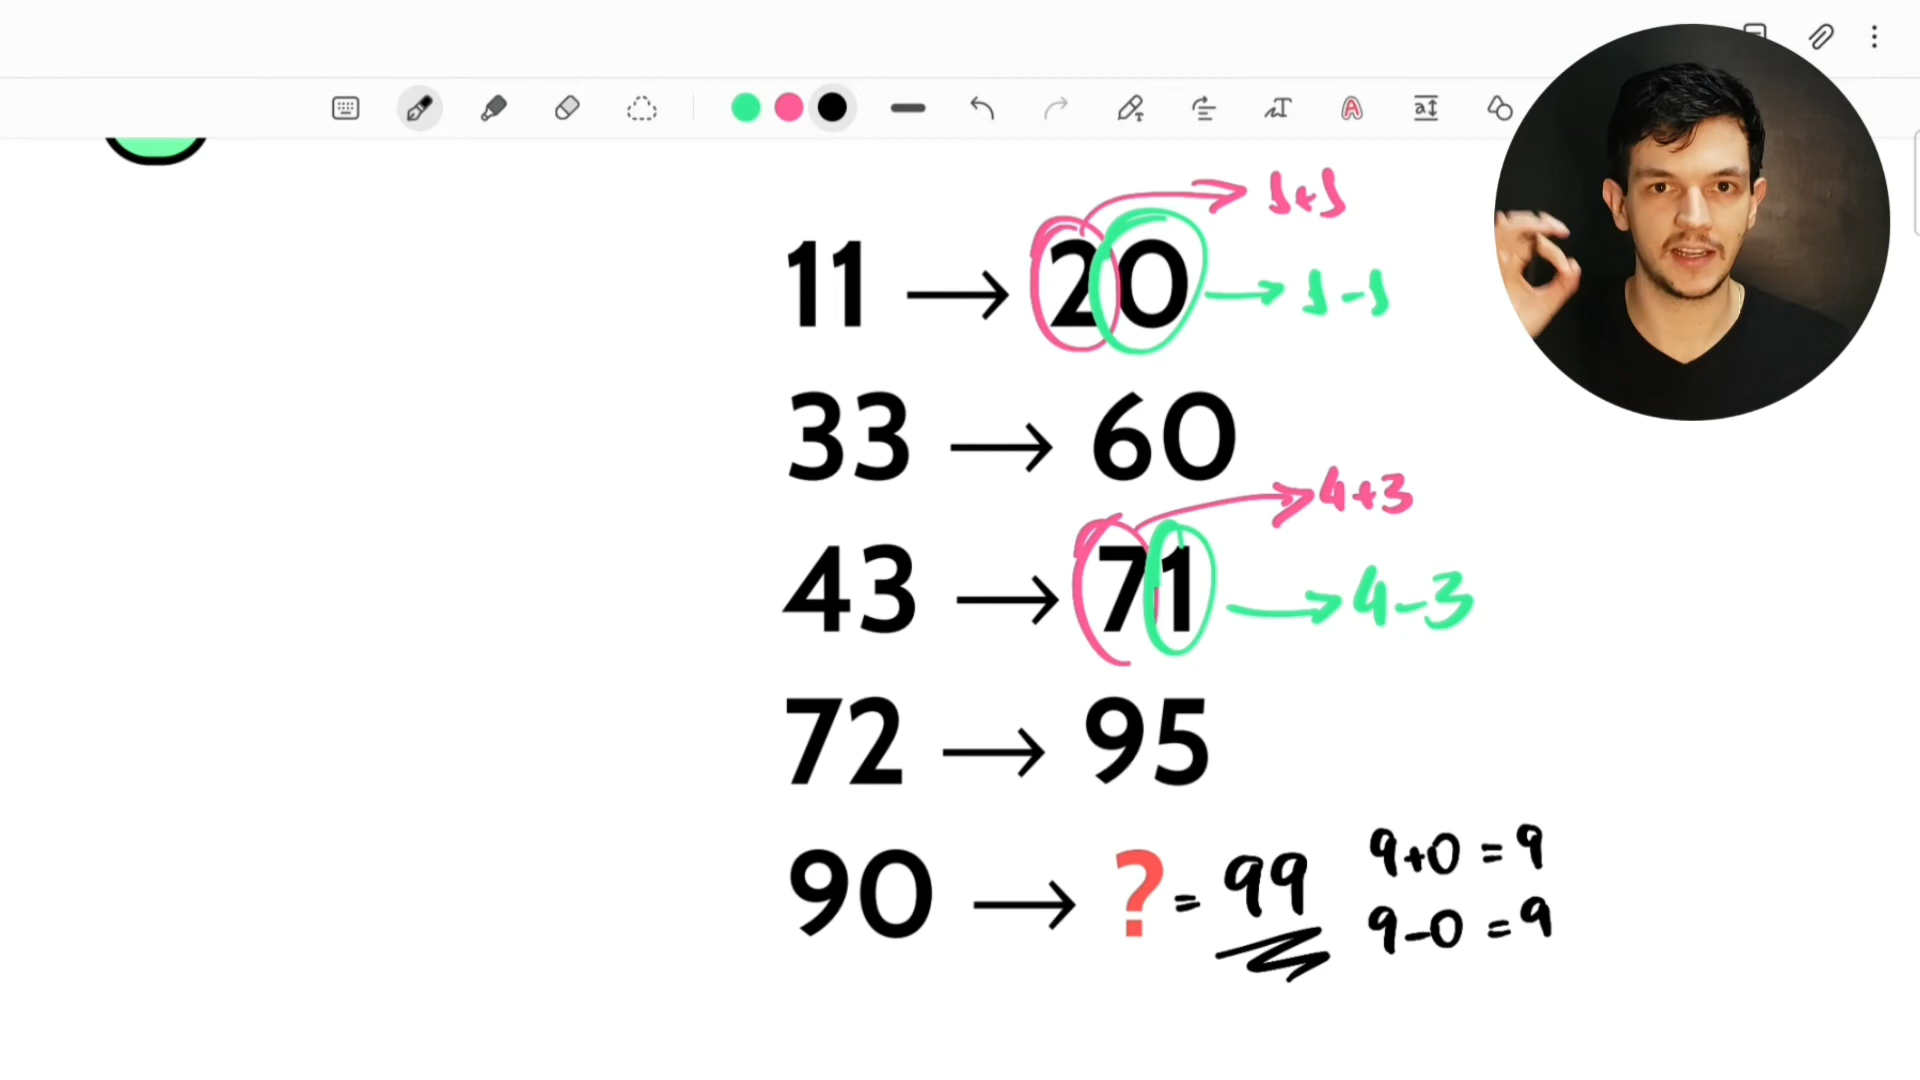 1+1
11 → 20
→ 1-1
33 → 60
4+3
43 → 71
→ 4-3
72 → 95
90 → ? = 99
9+0 = 9
9-0 = 9